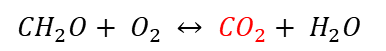 CH₂O + O₂ ↔ CO₂ + H₂O